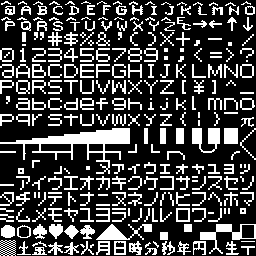 @ABCDEFGHIJKLMNO
PQRSTUVWXYZ→←↑↓
!"#$%&'()*+,-./
0123456789:;<=>?
@ABCDEFGHIJKLMNO
PQRSTUVWXYZ[¥]^_
'abcdefghijklmno
pqrstuvwxyz{|}~π
。「」、・ヲァィゥェォャュョッ
ーアイウエオカキクケコサシスセソ
タチツテトナニヌネノハヒフヘホマ
ミムメモヤユヨラリルレロワン゛゜
土金木水火月日時分秒年円人生〒